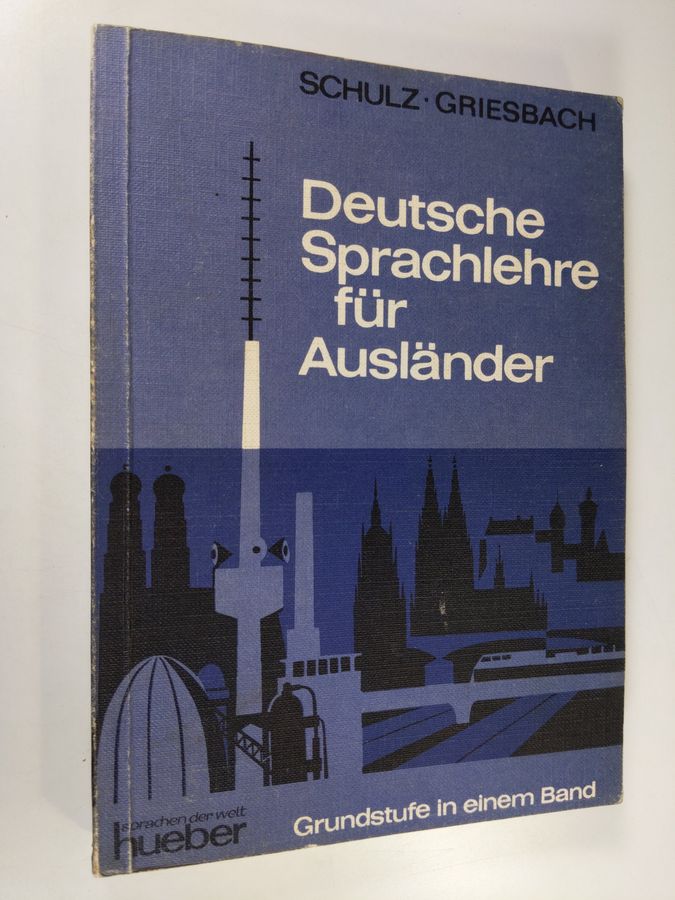 SCHULZ · GRIESBACH
Deutsche
Sprachlehre
für
Ausländer
sprachen der welt
hueber
Grundstufe in einem Band